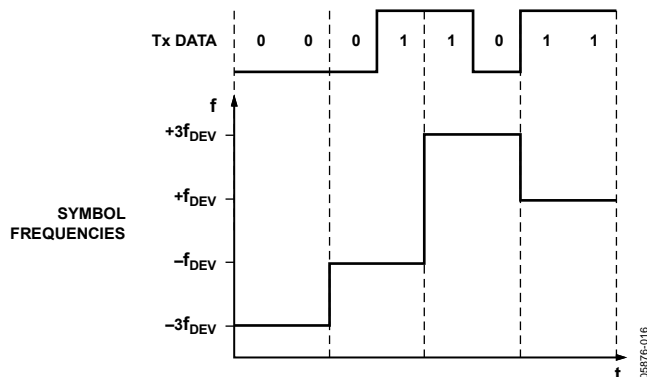 Tx DATA 0 0 0 1 1 0 1 1
f
+3fDEV
+fDEV
SYMBOL
FREQUENCIES
–fDEV
–3fDEV
t
05876-016